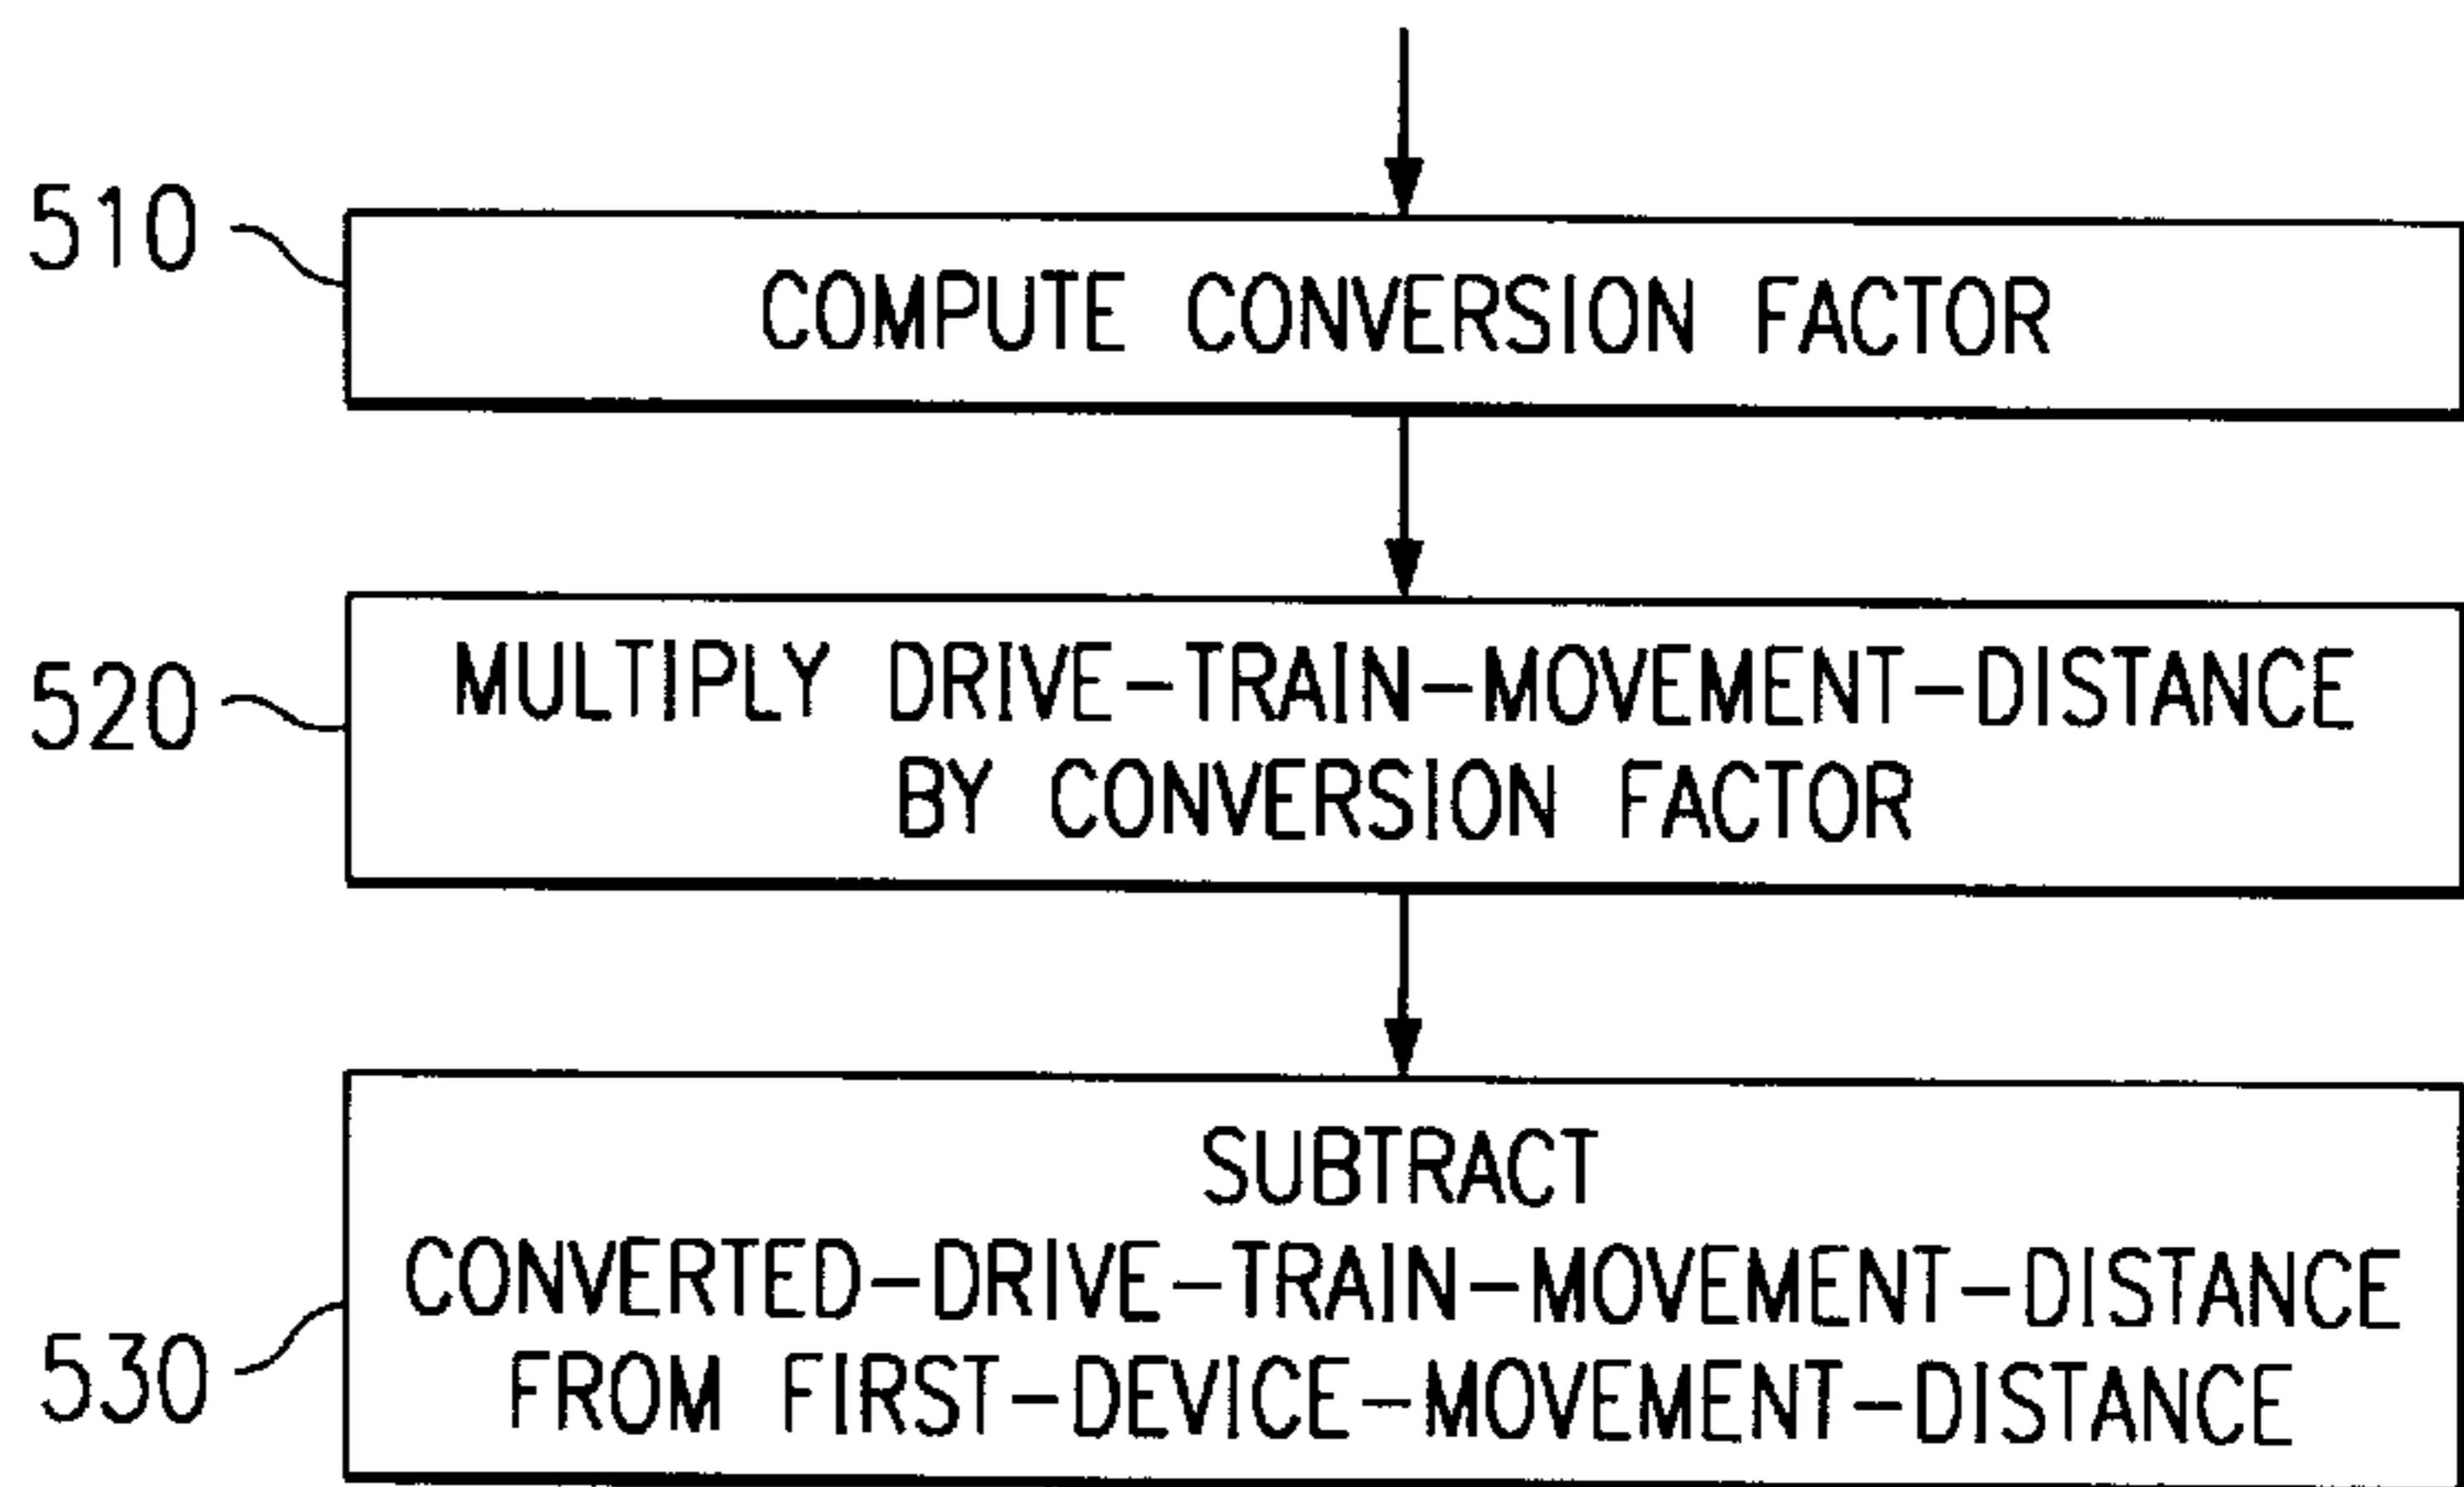 510
COMPUTE CONVERSION FACTOR
520
MULTIPLY DRIVE-TRAIN-MOVEMENT-DISTANCE
BY CONVERSION FACTOR
530
SUBTRACT
CONVERTED-DRIVE-TRAIN-MOVEMENT-DISTANCE
FROM FIRST-DEVICE-MOVEMENT-DISTANCE